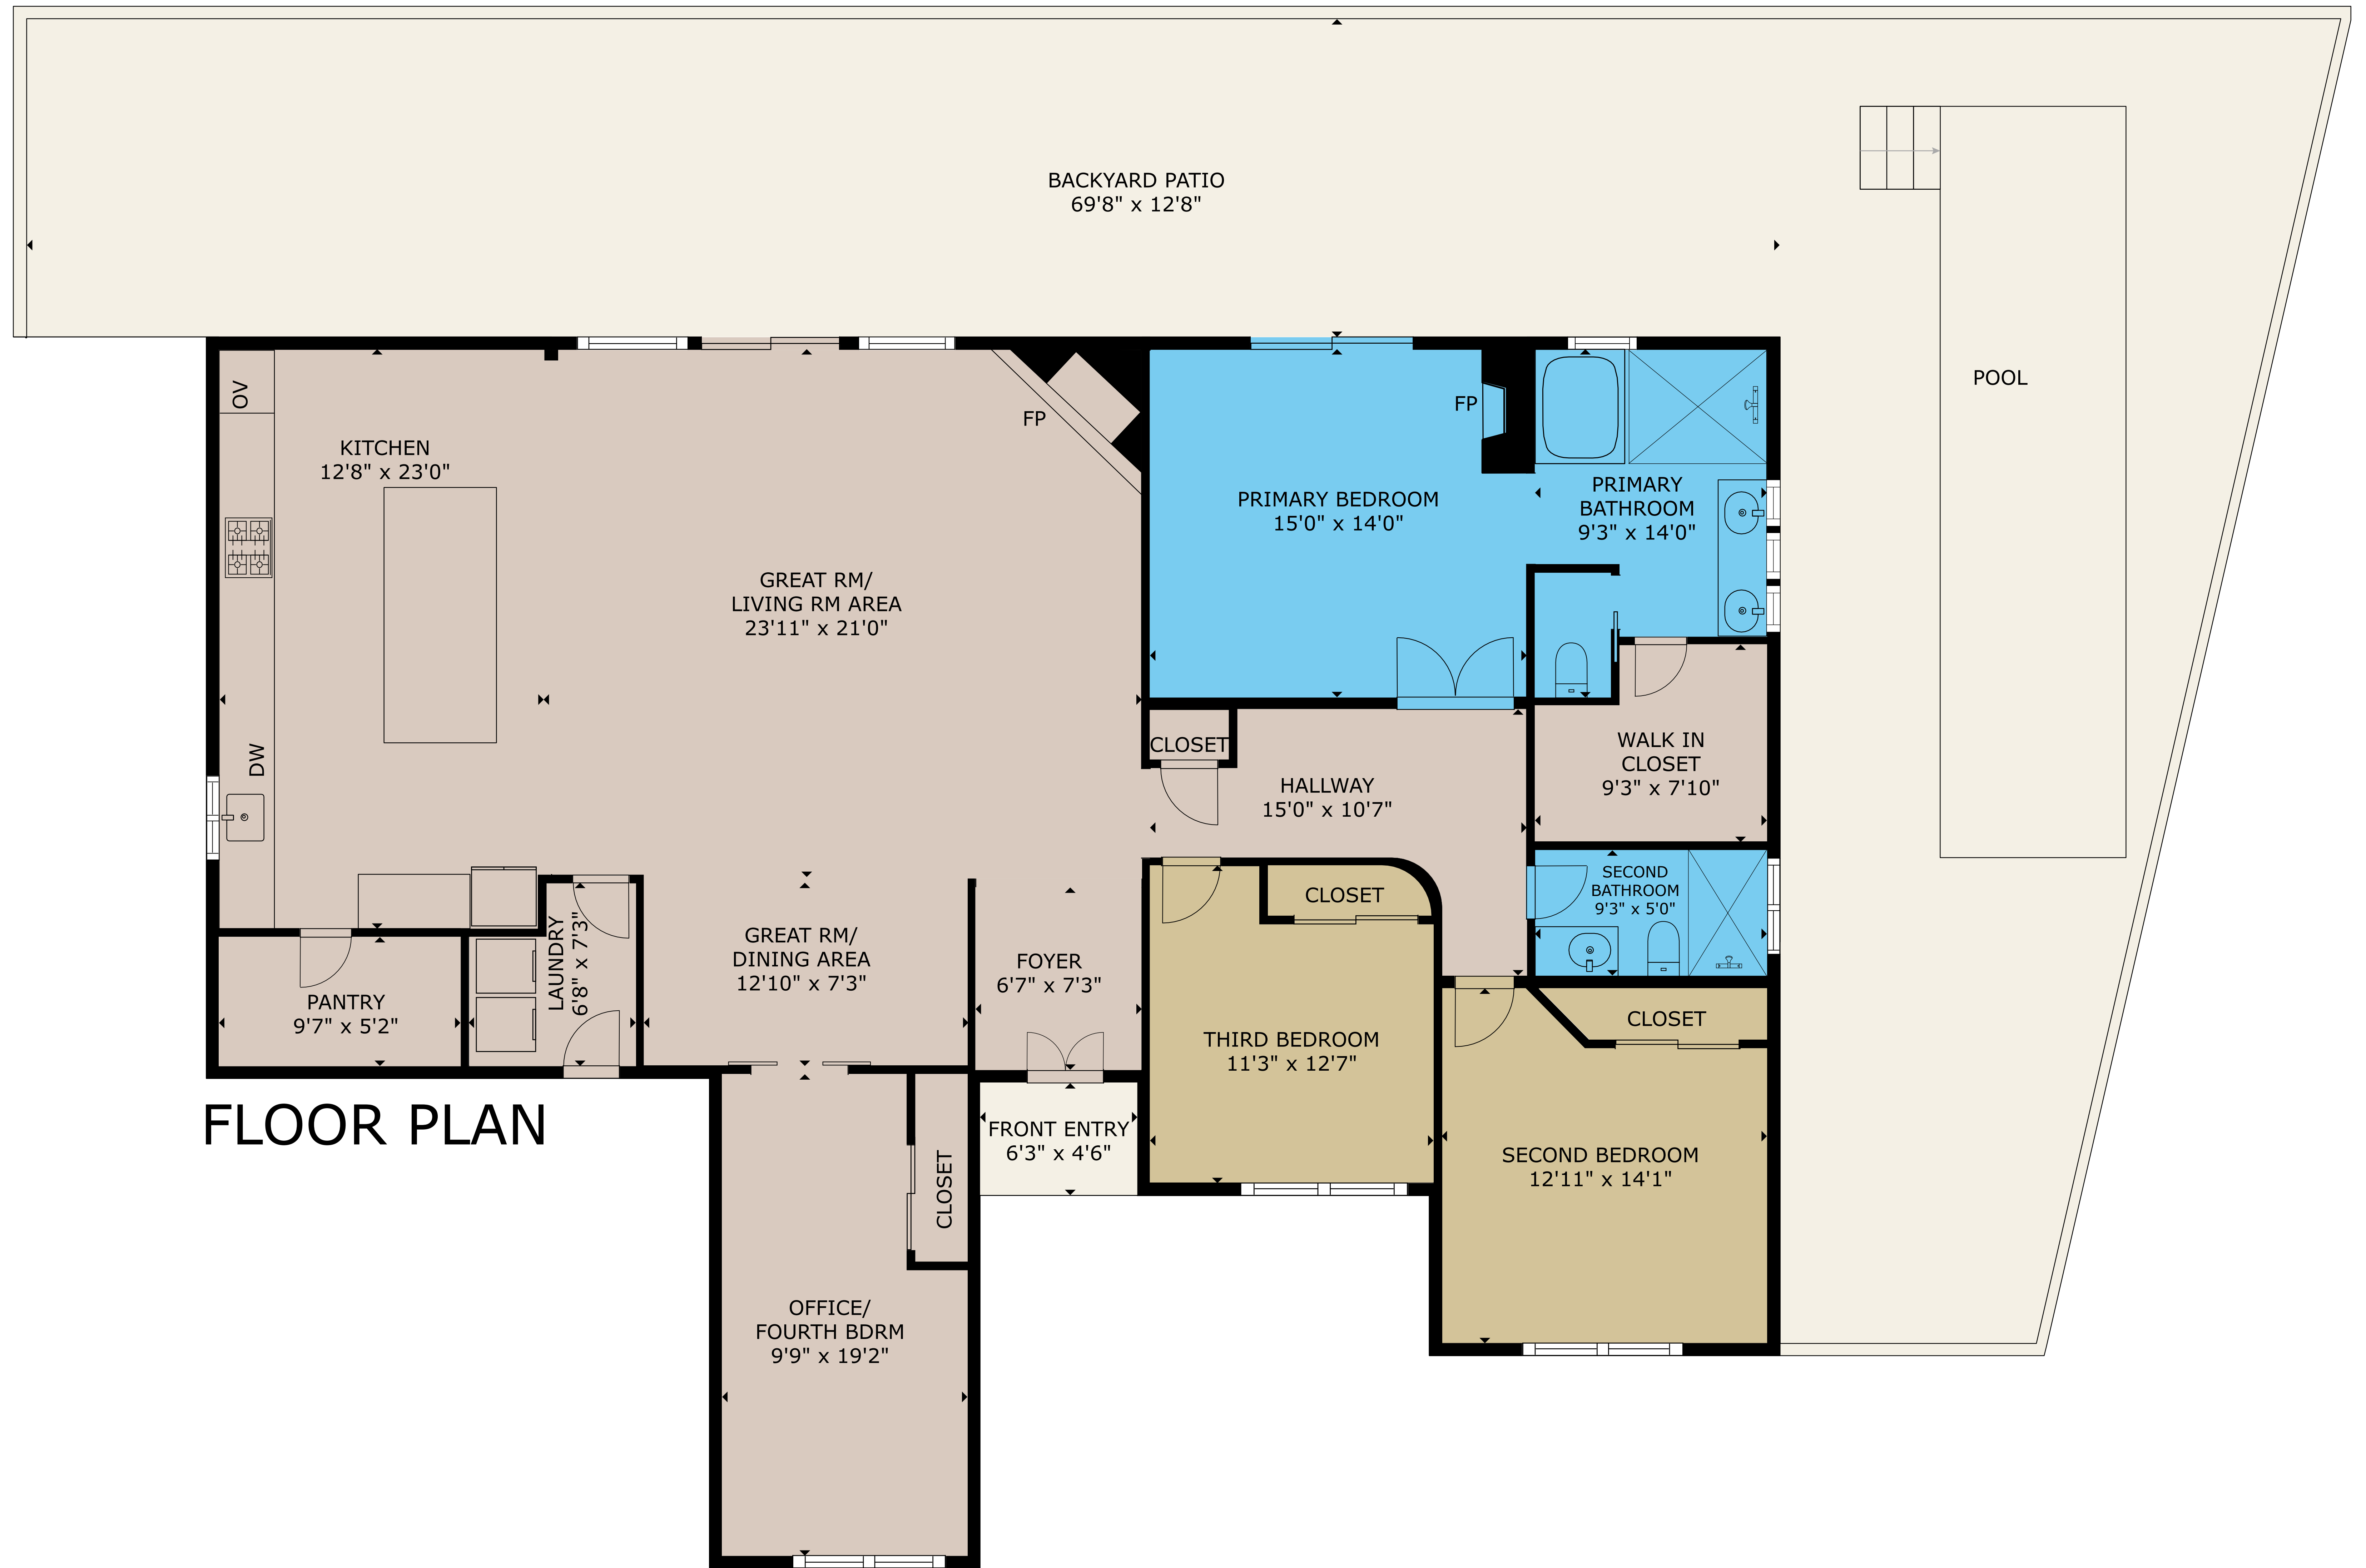 BACKYARD PATIO
69'8" x 12'8"
POOL
OV
KITCHEN
12'8" x 23'0"
DW
FP
GREAT RM/
LIVING RM AREA
23'11" x 21'0"
FP
PRIMARY BEDROOM
15'0" x 14'0"
PRIMARY
BATHROOM
9'3" x 14'0"
CLOSET
HALLWAY
15'0" x 10'7"
WALK IN
CLOSET
9'3" x 7'10"
SECOND
BATHROOM
9'3" x 5'0"
CLOSET
PANTRY
9'7" x 5'2"
LAUNDRY
6'8" x 7'3"
GREAT RM/
DINING AREA
12'10" x 7'3"
FOYER
6'7" x 7'3"
THIRD BEDROOM
11'3" x 12'7"
CLOSET
SECOND BEDROOM
12'11" x 14'1"
FLOOR PLAN
FRONT ENTRY
6'3" x 4'6"
CLOSET
OFFICE/
FOURTH BDRM
9'9" x 19'2"